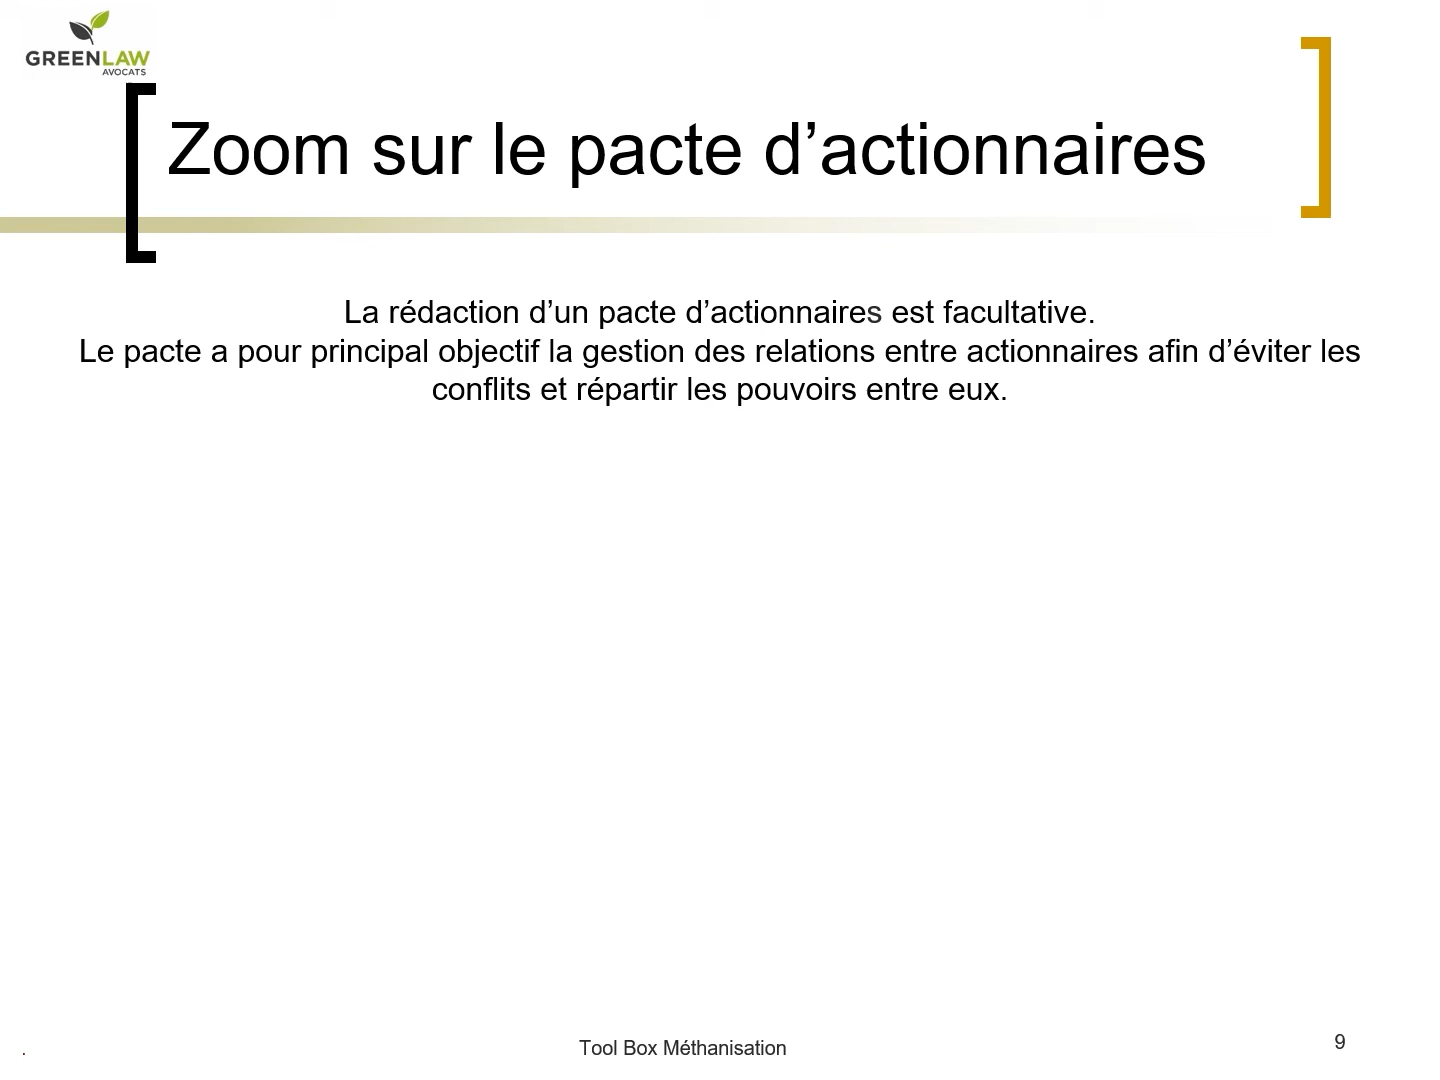 GREENLAW
AVOCATS
Zoom sur le pacte d’actionnaires
La rédaction d’un pacte d’actionnaires est facultative.
Le pacte a pour principal objectif la gestion des relations entre actionnaires afin d’éviter les
conflits et répartir les pouvoirs entre eux.
.
Tool Box Méthanisation
9